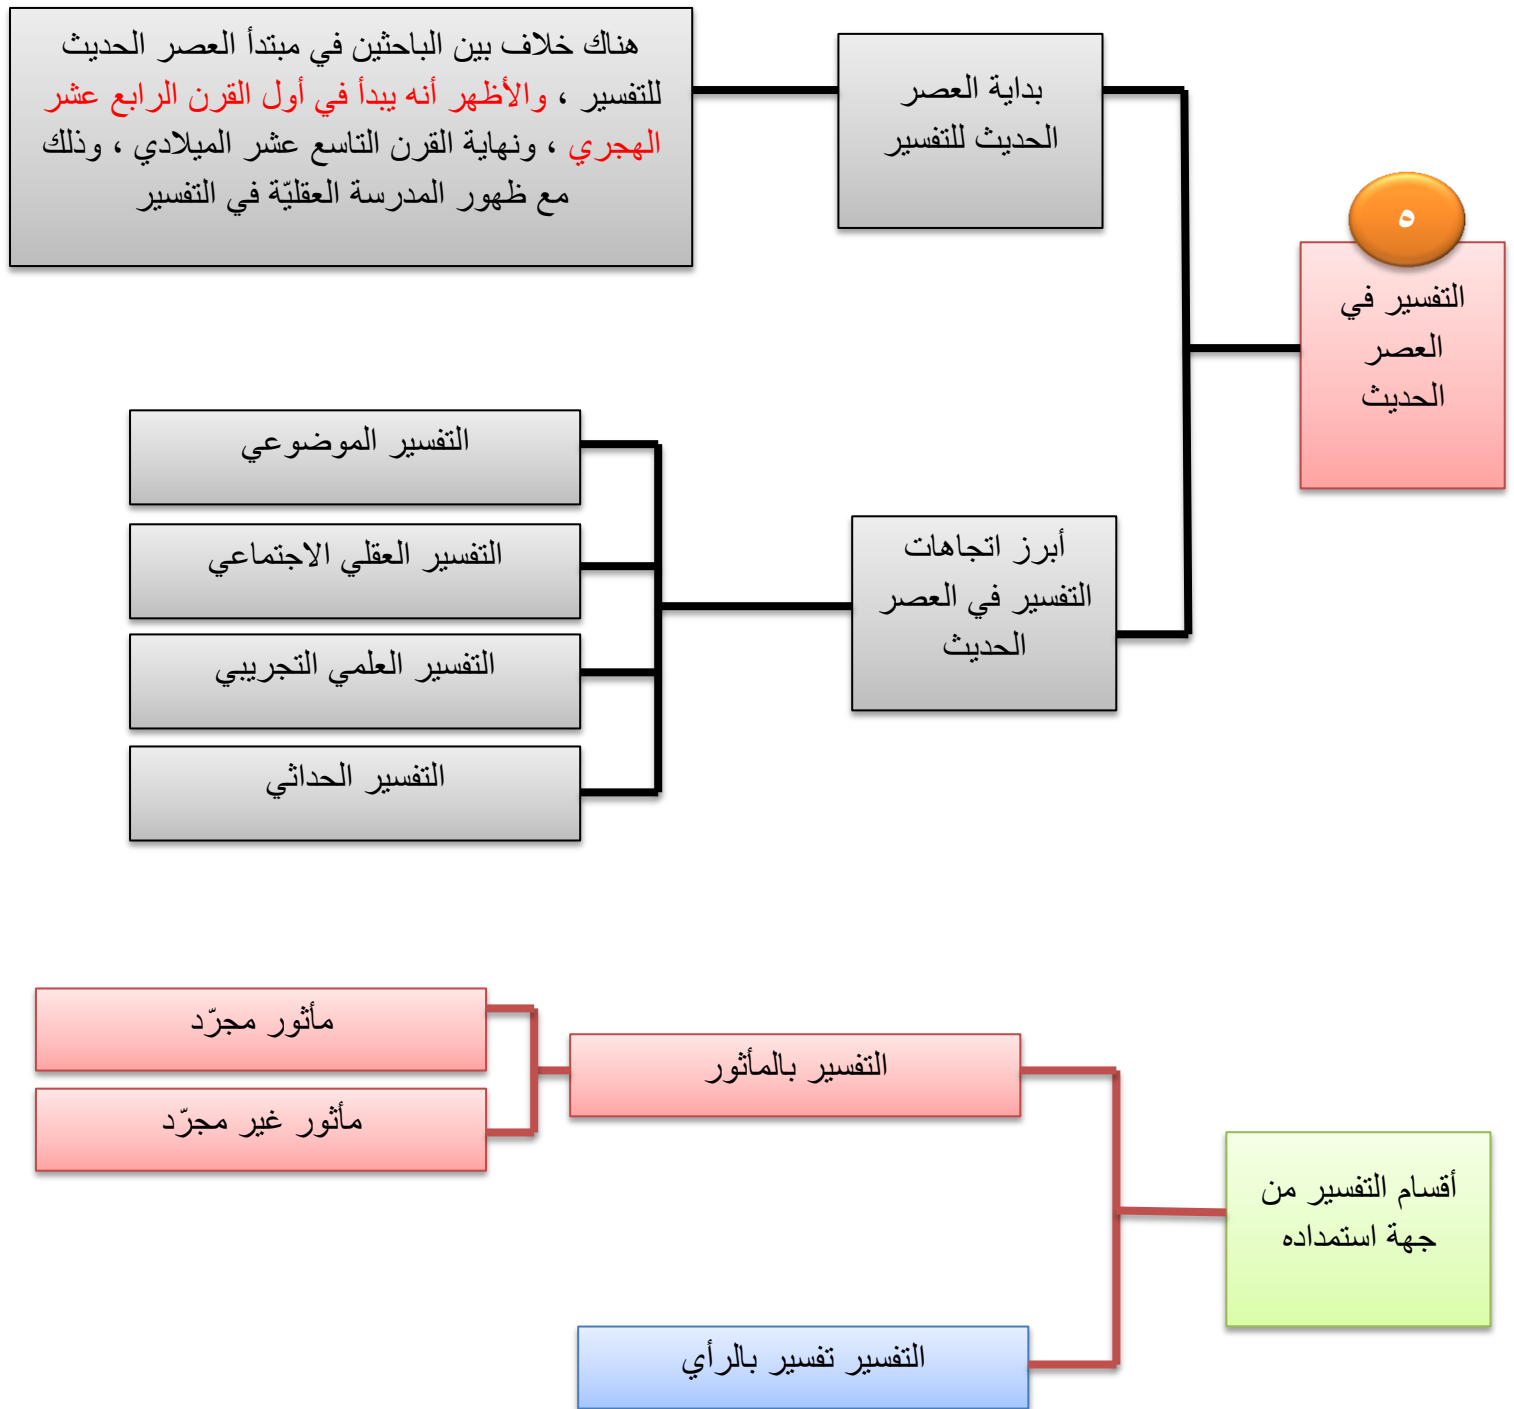 ٥
التفسير في
العصر
الحديث
بداية العصر
الحديث للتفسير
هناك خلاف بين الباحثين في مبتدأ العصر الحديث
للتفسير ، والأظهر أنه يبدأ في أول القرن الرابع عشر
الهجري ، ونهاية القرن التاسع عشر الميلادي ، وذلك
مع ظهور المدرسة العقليّة في التفسير
أبرز اتجاهات
التفسير في العصر
الحديث
التفسير الموضوعي
التفسير العقلي الاجتماعي
التفسير العلمي التجريبي
التفسير الحداثي
أقسام التفسير من
جهة استمداده
التفسير بالمأثور
مأثور مجرّد
مأثور غير مجرّد
التفسير تفسير بالرأي